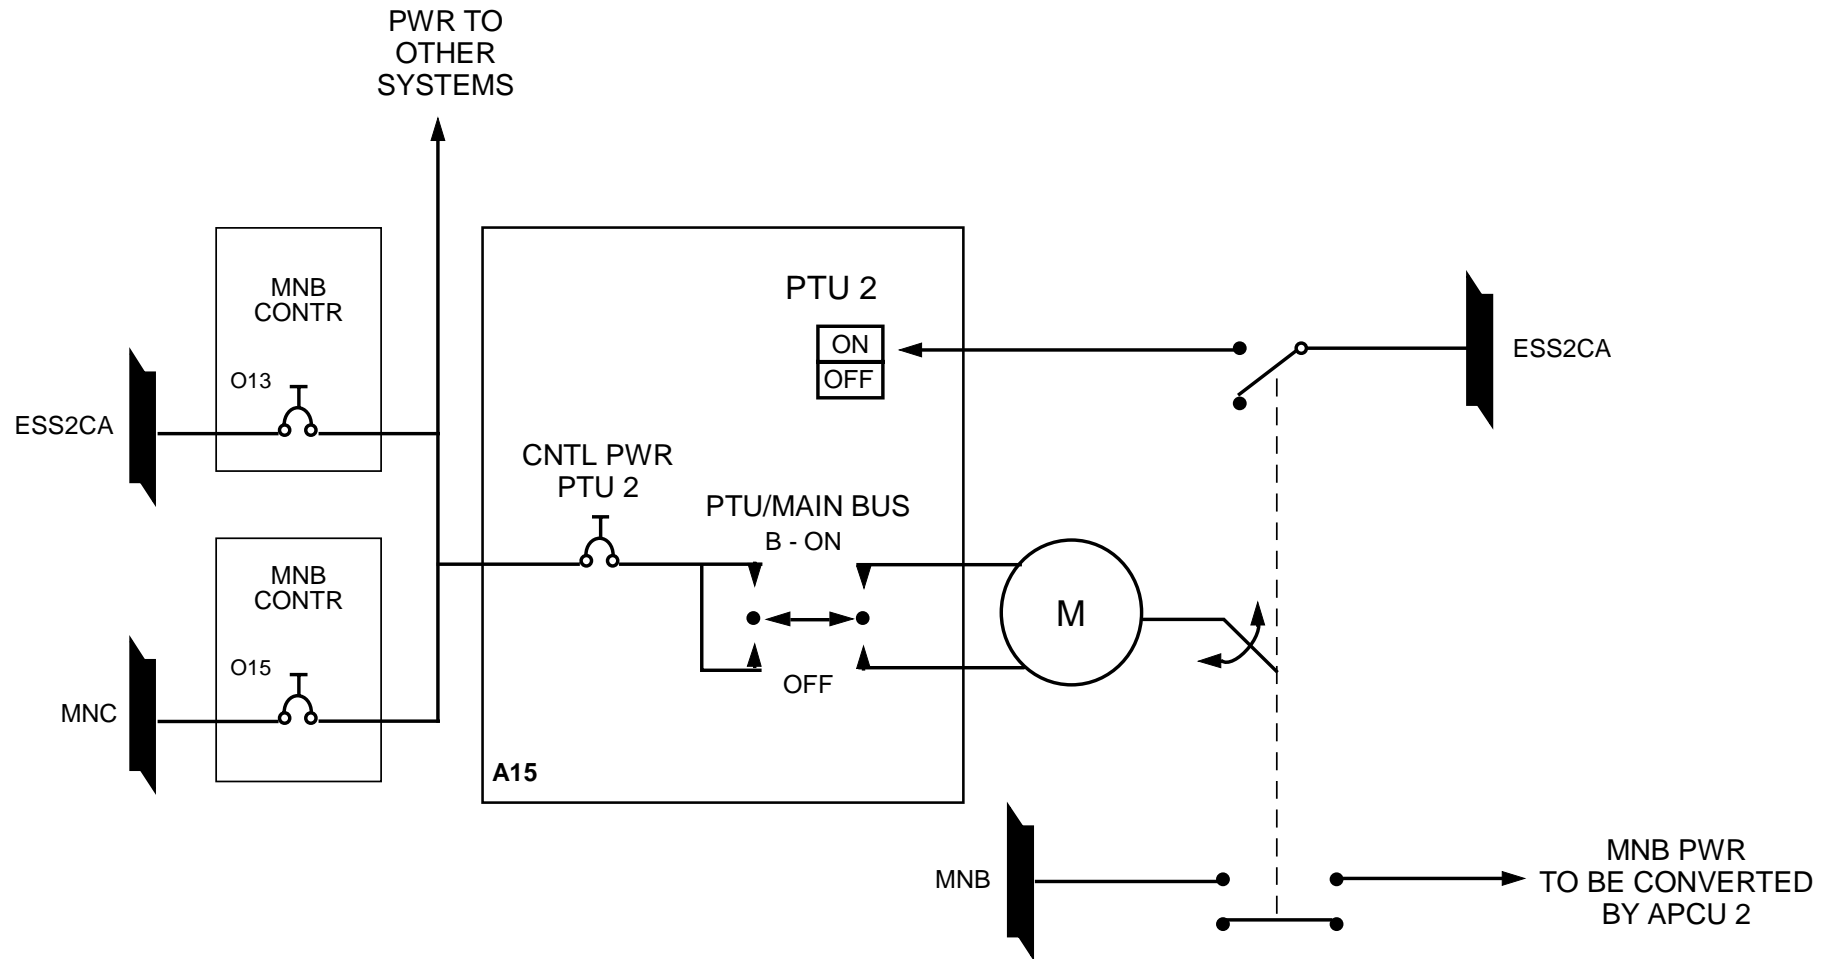 PWR TO
OTHER
SYSTEMS
MNB
CONTR
O13
ESS2CA
MNB
CONTR
O15
MNC
PTU 2
ON
OFF
CNTL PWR
PTU 2
PTU/MAIN BUS
B - ON
OFF
A15
M
ESS2CA
MNB
MNB PWR
TO BE CONVERTED
BY APCU 2